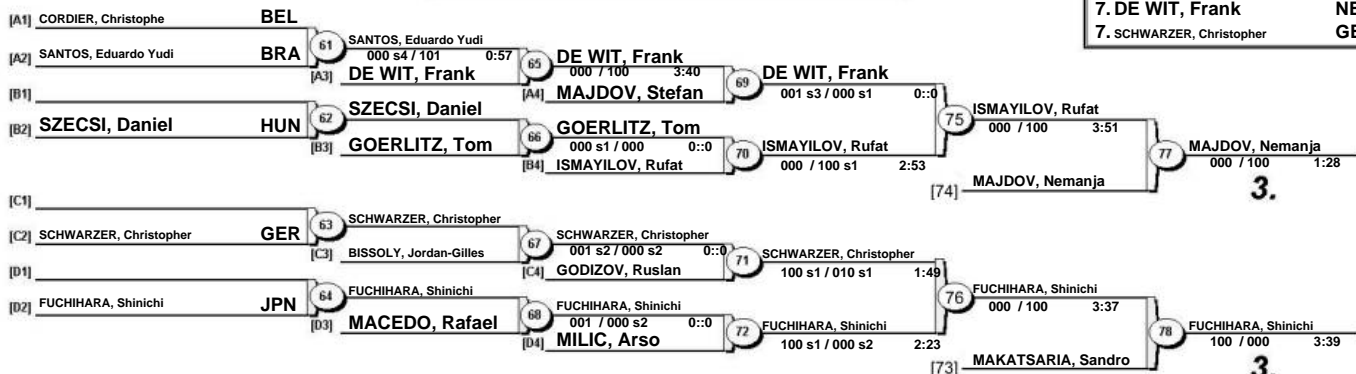 7. DE WIT, Frank NE
7. SCHWARZER, Christopher GE
[A1] CORDIER, Christophe BEL
[A2] SANTOS, Eduardo Yudi BRA
61
SANTOS, Eduardo Yudi
000 s4 / 101 0:57
[A3] DE WIT, Frank
65
DE WIT, Frank
000 / 100 3:40
[A4] MAJDOV, Stefan
69
DE WIT, Frank
001 s3 / 000 s1 0::0
[B1]
[B2] SZECSI, Daniel HUN
62
SZECSI, Daniel
[B3] GOERLITZ, Tom
66
GOERLITZ, Tom
000 s1 / 000 0::0
[B4] ISMAYILOV, Rufat
70
ISMAYILOV, Rufat
000 / 100 s1 2:53
75
ISMAYILOV, Rufat
000 / 100 3:51
[74] MAJDOV, Nemanja
77
MAJDOV, Nemanja
000 / 100 1:28
3.
[C1]
[C2] SCHWARZER, Christopher GER
63
SCHWARZER, Christopher
[C3] BISSOLY, Jordan-Gilles
67
SCHWARZER, Christopher
001 s2 / 000 s2 0::0
[C4] GODIZOV, Ruslan
71
SCHWARZER, Christopher
100 s1 / 010 s1 1:49
[D1]
[D2] FUCHIHARA, Shinichi JPN
64
FUCHIHARA, Shinichi
[D3] MACEDO, Rafael
68
FUCHIHARA, Shinichi
001 / 000 s2 0::0
[D4] MILIC, Arso
72
FUCHIHARA, Shinichi
100 s1 / 000 s2 2:23
76
FUCHIHARA, Shinichi
000 / 100 3:37
[73] MAKATSARIA, Sandro
78
FUCHIHARA, Shinichi
100 / 000 3:39
3.